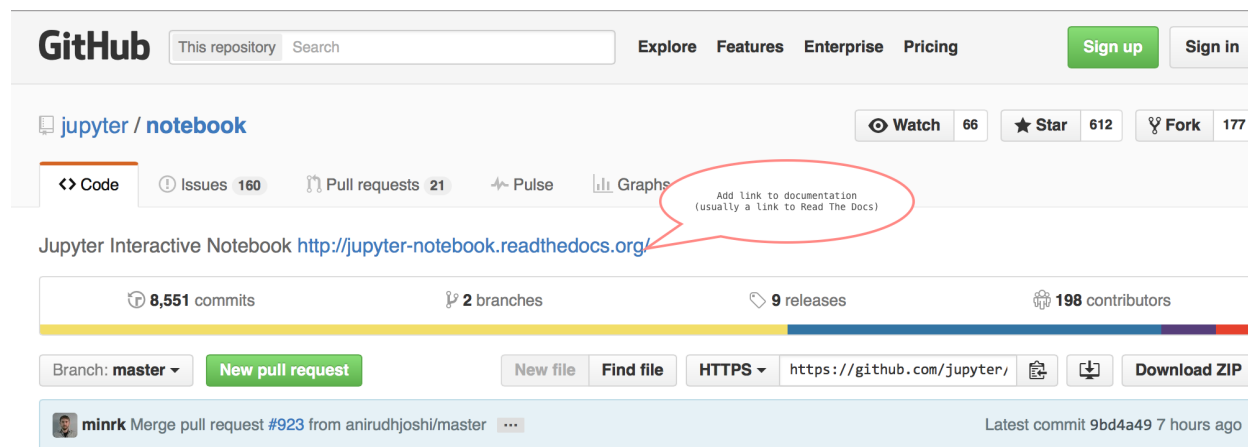 GitHub This repository Search Explore Features Enterprise Pricing Sign up Sign in
jupyter / notebook Watch 66 Star 612 Fork 177
Code Issues 160 Pull requests 21 Pulse Graphs
Add link to documentation
(usually a link to Read The Docs)
Jupyter Interactive Notebook http://jupyter-notebook.readthedocs.org/
8,551 commits 2 branches 9 releases 198 contributors
Branch: master New pull request New file Find file HTTPS https://github.com/jupyter/ Download ZIP
minrk Merge pull request #923 from anirudhjoshi/master ... Latest commit 9bd4a49 7 hours ago